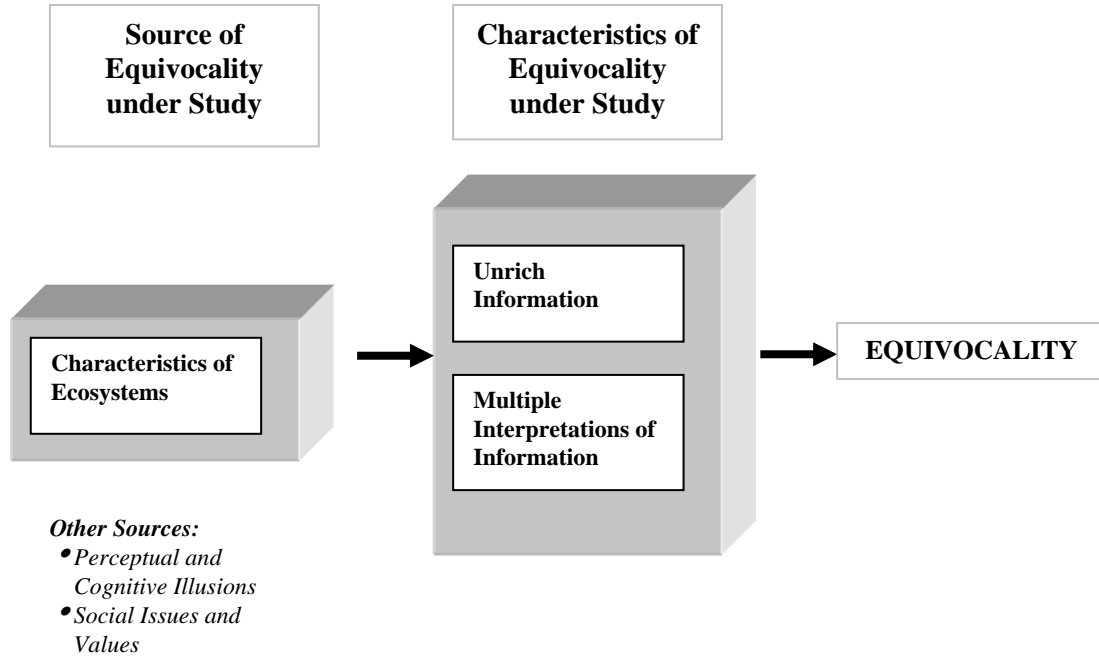 Source of
Equivocality
under Study
Characteristics of
Equivocality
under Study
Characteristics of
Ecosystems
Unrich
Information
Multiple
Interpretations of
Information
EQUIVOCALITY
Other Sources:
•Perceptual and
Cognitive Illusions
•Social Issues and
Values